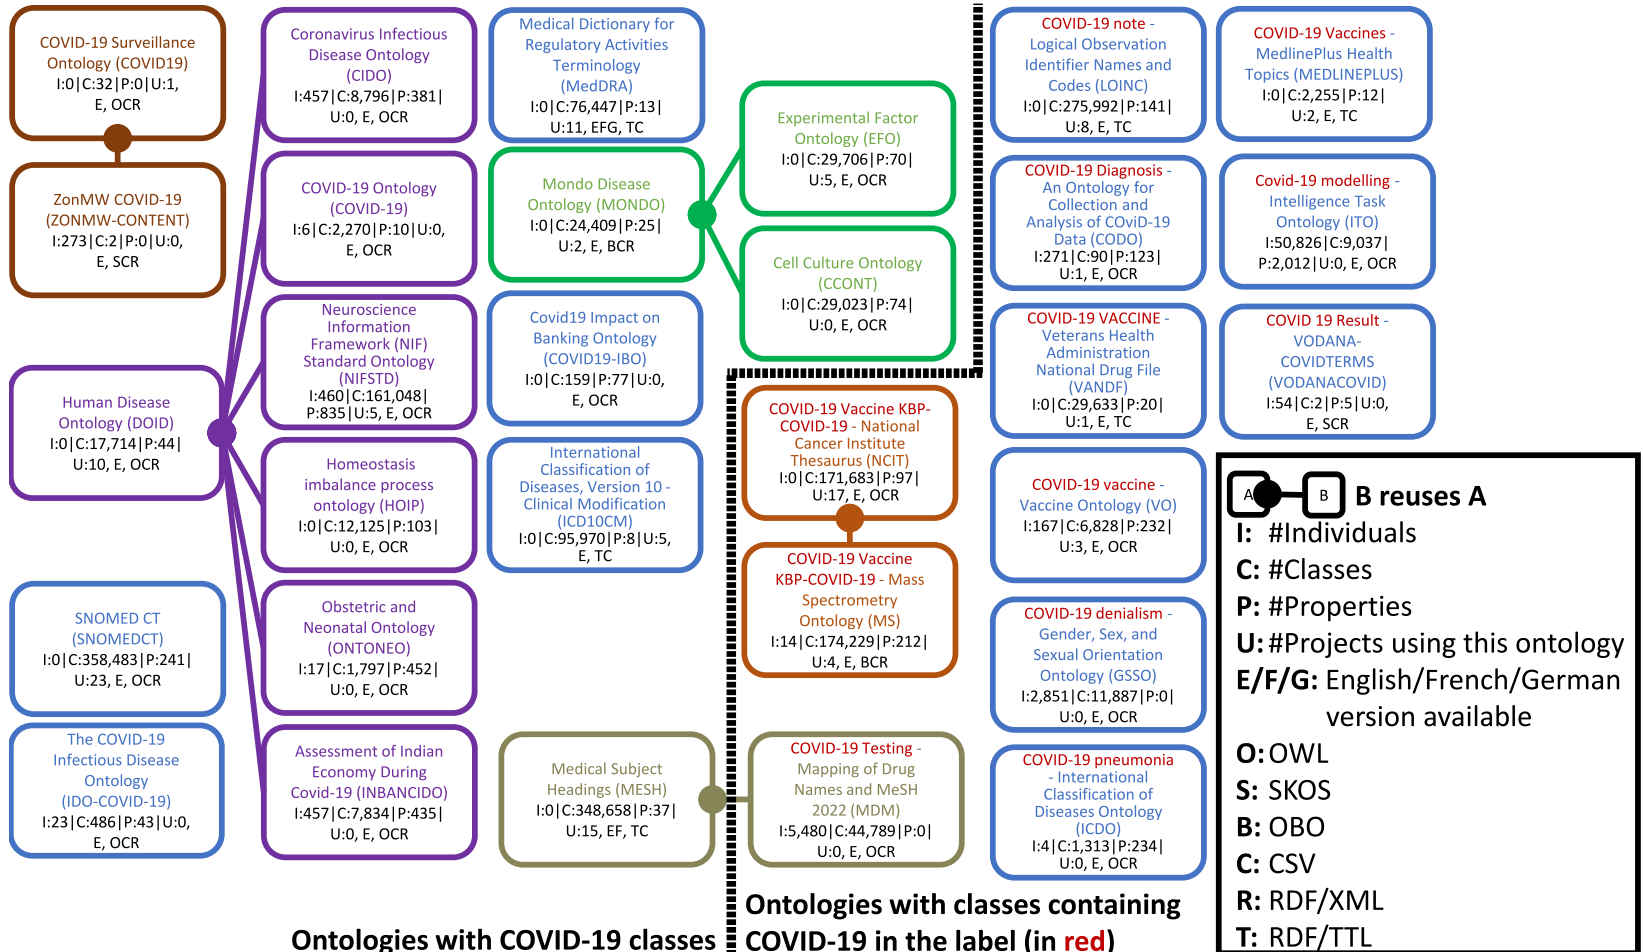 COVID-19 Surveillance
Ontology (COVID19)
I:0|C:32|P:0|U:1,
E, OCR
ZonMW COVID-19
(ZONMW-CONTENT)
I:273|C:2|P:0|U:0,
E, SCR
Human Disease
Ontology (DOID)
I:0|C:17,714|P:44|
U:10, E, OCR
SNOMED CT
(SNOMEDCT)
I:0|C:358,483|P:241|
U:23, E, OCR
The COVID-19
Infectious Disease
Ontology
(IDO-COVID-19)
I:23|C:486|P:43|U:0,
E, OCR
Coronavirus Infectious
Disease Ontology
(CIDO)
I:457|C:8,796|P:381|
U:0, E, OCR
COVID-19 Ontology
(COVID-19)
I:6|C:2,270|P:10|U:0,
E, OCR
Neuroscience
Information
Framework (NIF)
Standard Ontology
(NIFSTD)
I:460|C:161,048|
P:835|U:5, E, OCR
Homeostasis
imbalance process
ontology (HOIP)
I:0|C:12,125|P:103|
U:0, E, OCR
Obstetric and
Neonatal Ontology
(ONTONEO)
I:17|C:1,797|P:452|
U:0, E, OCR
Assessment of Indian
Economy During
Covid-19 (INBANCIDO)
I:457|C:7,834|P:435|
U:0, E, OCR
Medical Dictionary for
Regulatory Activities
Terminology
(MedDRA)
I:0|C:76,447|P:13|
U:11, EFG, TC
Mondo Disease
Ontology (MONDO)
I:0|C:24,409|P:25|
U:2, E, BCR
Covid19 Impact on
Banking Ontology
(COVID19-IBO)
I:0|C:159|P:77|U:0,
E, OCR
International
Classification of
Diseases, Version 10 -
Clinical Modification
(ICD10CM)
I:0|C:95,970|P:8|U:5,
E, TC
Medical Subject
Headings (MESH)
I:0|C:348,658|P:37|
U:15, EF, TC
Experimental Factor
Ontology (EFO)
I:0|C:29,706|P:70|
U:5, E, OCR
Cell Culture Ontology
(CCONT)
I:0|C:29,023|P:74|
U:0, E, OCR
Ontologies with COVID-19 classes
COVID-19 Vaccine KBP-
COVID-19 - National
Cancer Institute
Thesaurus (NCIT)
I:0|C:171,683|P:97|
U:17, E, OCR
COVID-19 Vaccine
KBP-COVID-19 - Mass
Spectrometry
Ontology (MS)
I:14|C:174,229|P:212|
U:4, E, BCR
COVID-19 Testing -
Mapping of Drug
Names and MeSH
2022 (MDM)
I:5,480|C:44,789|P:0|
U:0, E, OCR
COVID-19 note -
Logical Observation
Identifier Names and
Codes (LOINC)
I:0|C:275,992|P:141|
U:8, E, TC
COVID-19 Diagnosis -
An Ontology for
Collection and
Analysis of COviD-19
Data (CODO)
I:271|C:90|P:123|
U:1, E, OCR
COVID-19 VACCINE -
Veterans Health
Administration
National Drug File
(VANDF)
I:0|C:29,633|P:20|
U:1, E, TC
COVID-19 vaccine -
Vaccine Ontology (VO)
I:167|C:6,828|P:232|
U:3, E, OCR
COVID-19 denialism -
Gender, Sex, and
Sexual Orientation
Ontology (GSSO)
I:2,851|C:11,887|P:0|
U:0, E, OCR
COVID-19 pneumonia
- International
Classification of
Diseases Ontology
(ICDO)
I:4|C:1,313|P:234|
U:0, E, OCR
COVID-19 Vaccines -
MedlinePlus Health
Topics (MEDLINEPLUS)
I:0|C:2,255|P:12|
U:2, E, TC
Covid-19 modelling -
Intelligence Task
Ontology (ITO)
I:50,826|C:9,037|
P:2,012|U:0, E, OCR
COVID 19 Result -
VODANA-
COVIDTERMS
(VODANACOVID)
I:54|C:2|P:5|U:0,
E, SCR
Ontologies with classes containing
COVID-19 in the label (in red)
A B B reuses A
I: #Individuals
C: #Classes
P: #Properties
U: #Projects using this ontology
E/F/G: English/French/German
version available
O: OWL
S: SKOS
B: OBO
C: CSV
R: RDF/XML
T: RDF/TTL